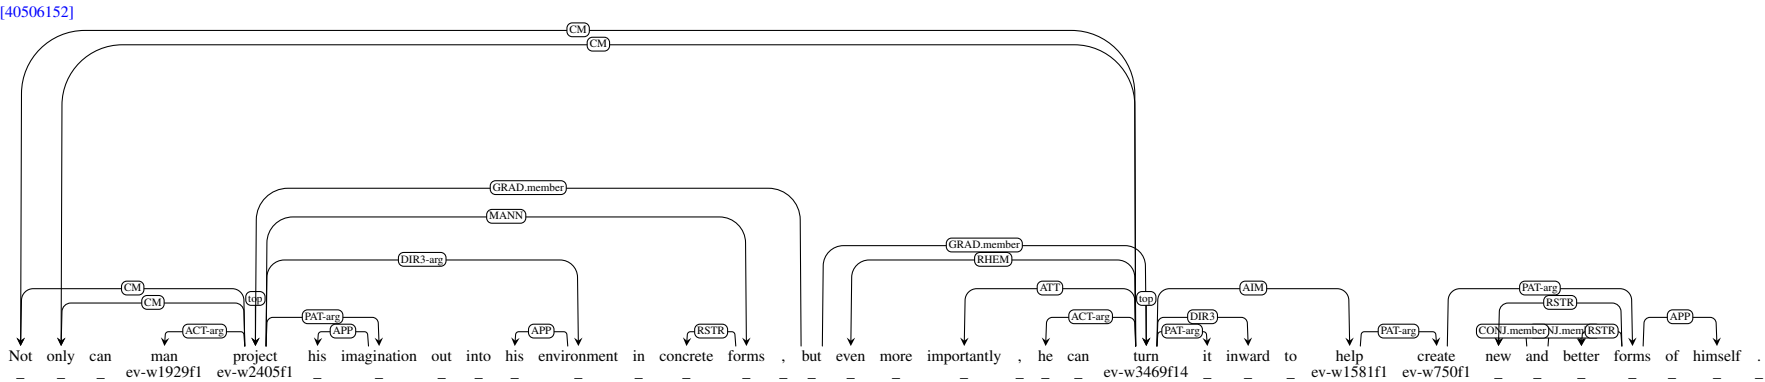 [40506152]
CM
CM
GRAD.member
MANN
GRAD.member
DIR3-arg RHEM
CM top ATT top AIM PAT-arg
CM RSTR
PAT-arg DIR3
ACT-arg APP APP RSTR ACT-arg PAT-arg PAT-arg CONJ.member RSTR APP
Not only can man project his imagination out into his environment in concrete forms , but even more importantly , he can turn it inward to help create new and better forms of himself .
_ _ _ ev-w1929f1 ev-w2405f1 _ _ _ _ _ _ _ _ _ _ _ _ _ _ _ _ _ ev-w3469f14 _ _ _ ev-w1581f1 ev-w750f1 _ _ _ _ _ _ _